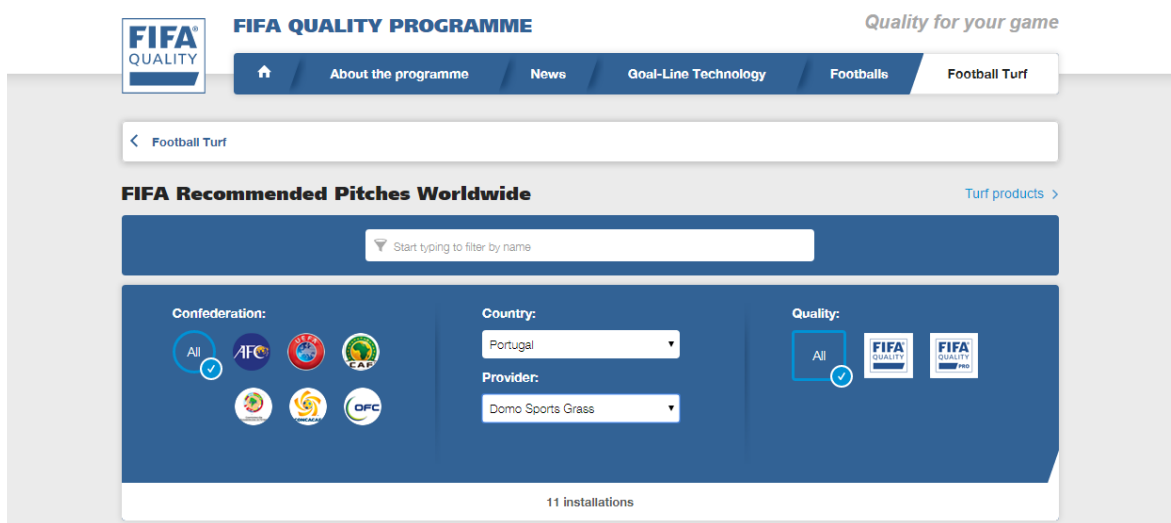 FIFA®
QUALITY
FIFA QUALITY PROGRAMME
Quality for your game
About the programme
News
Goal-Line Technology
Footballs
Football Turf
Football Turf
FIFA Recommended Pitches Worldwide
Turf products
Start typing to filter by name
Confederation:
All
AFC
UEFA
CAF
CONCACAF
OFC
Country:
Portugal
Provider:
Domo Sports Grass
Quality:
All
FIFA
QUALITY
FIFA
QUALITY
PRO
11 installations